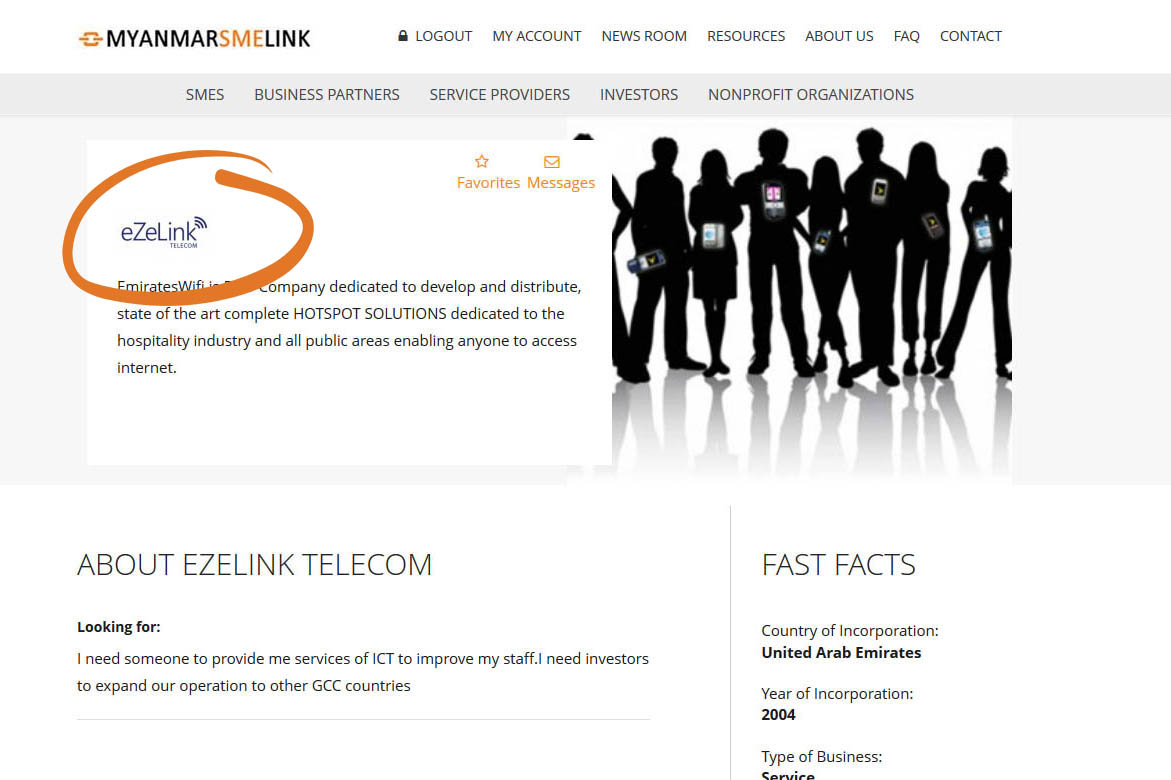 MYANMARSMELINK
LOGOUT MY ACCOUNT NEWS ROOM RESOURCES ABOUT US FAQ CONTACT
SMES BUSINESS PARTNERS SERVICE PROVIDERS INVESTORS NONPROFIT ORGANIZATIONS
Favorites Messages
eZeLink
TELECOM
EmiratesWifi is Company dedicated to develop and distribute,
state of the art complete HOTSPOT SOLUTIONS dedicated to the
hospitality industry and all public areas enabling anyone to access
internet.
ABOUT EZELINK TELECOM
Looking for:
I need someone to provide me services of ICT to improve my staff.I need investors
to expand our operation to other GCC countries
FAST FACTS
Country of Incorporation:
United Arab Emirates
Year of Incorporation:
2004
Type of Business:
Service